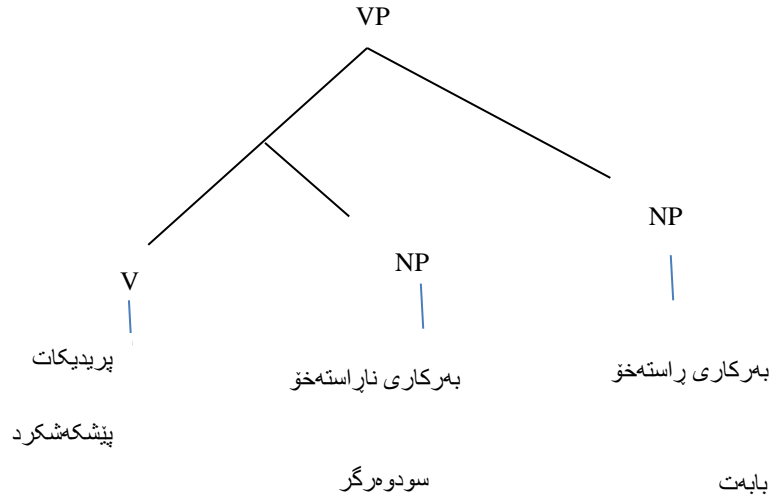 VP
NP
V
NP
پریدیکات
بەرکاری ناڕاستەخۆ
بەرکاری ڕاستەخۆ
پێشکەشکرد
سودوەرگر
بابەت